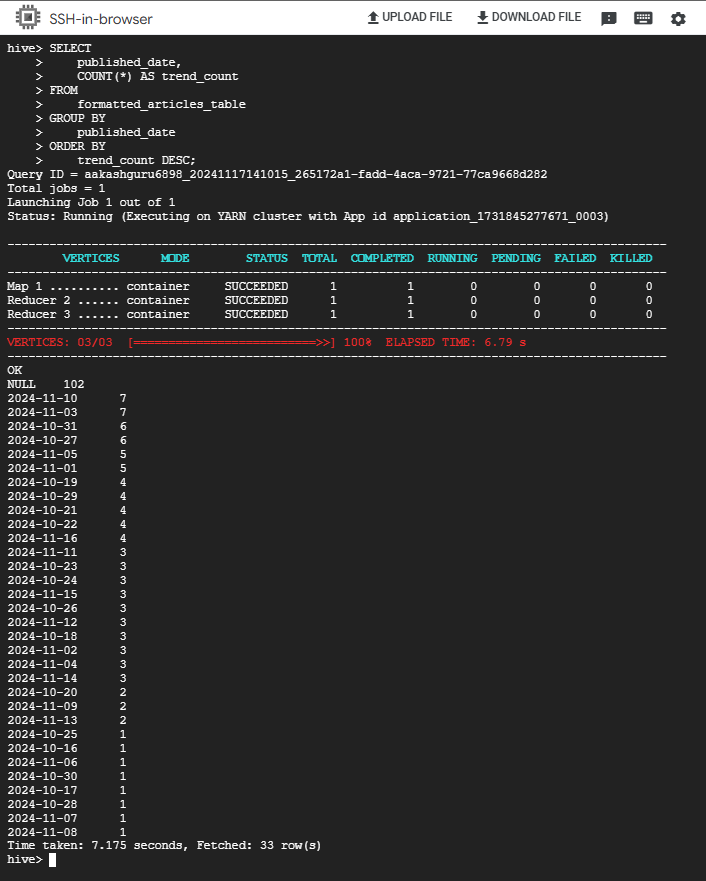 SSH-in-browser
UPLOAD FILE
DOWNLOAD FILE
hive> SELECT
    >     published_date,
    >     COUNT(*) AS trend_count
    > FROM
    >     formatted_articles_table
    > GROUP BY
    >     published_date
    > ORDER BY
    >     trend_count DESC;
Query ID = aakashguru6898_20241117141015_265172a1-fadd-4aca-9721-77ca9668d282
Total jobs = 1
Launching Job 1 out of 1
Status: Running (Executing on YARN cluster with App id application_1731845277671_0003)
----------------------------------------------------------------------------------------------
        VERTICES      MODE        STATUS  TOTAL  COMPLETED  RUNNING  PENDING  FAILED  KILLED
----------------------------------------------------------------------------------------------
Map 1 .......... container     SUCCEEDED      1          1        0        0       0       0
Reducer 2 ...... container     SUCCEEDED      1          1        0        0       0       0
Reducer 3 ...... container     SUCCEEDED      1          1        0        0       0       0
----------------------------------------------------------------------------------------------
VERTICES: 03/03  [==========================>>] 100%  ELAPSED TIME: 6.79 s
----------------------------------------------------------------------------------------------
OK
NULL    102
2024-11-10      7
2024-11-03      7
2024-10-31      6
2024-10-27      6
2024-11-05      5
2024-11-01      5
2024-10-19      4
2024-10-29      4
2024-10-21      4
2024-10-22      4
2024-11-16      4
2024-11-11      3
2024-10-23      3
2024-10-24      3
2024-11-15      3
2024-10-26      3
2024-11-12      3
2024-10-18      3
2024-11-02      3
2024-11-04      3
2024-11-14      3
2024-10-20      2
2024-11-09      2
2024-11-13      2
2024-10-25      1
2024-10-16      1
2024-11-06      1
2024-10-30      1
2024-10-17      1
2024-10-28      1
2024-11-07      1
2024-11-08      1
Time taken: 7.175 seconds, Fetched: 33 row(s)
hive>